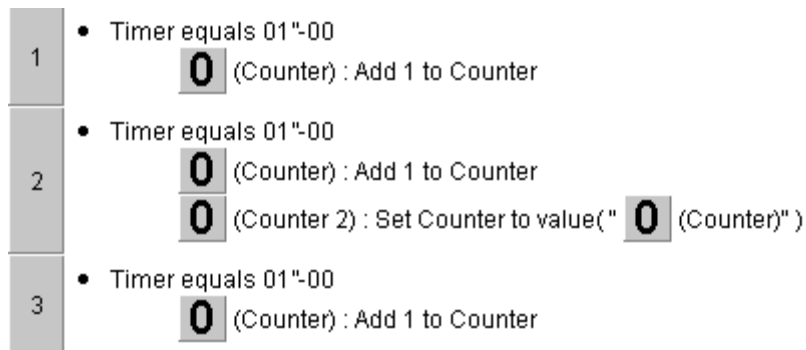 1
• Timer equals 01"-00
0 (Counter) : Add 1 to Counter
2
• Timer equals 01"-00
0 (Counter) : Add 1 to Counter
0 (Counter 2) : Set Counter to value( " 0 (Counter)" )
3
• Timer equals 01"-00
0 (Counter) : Add 1 to Counter